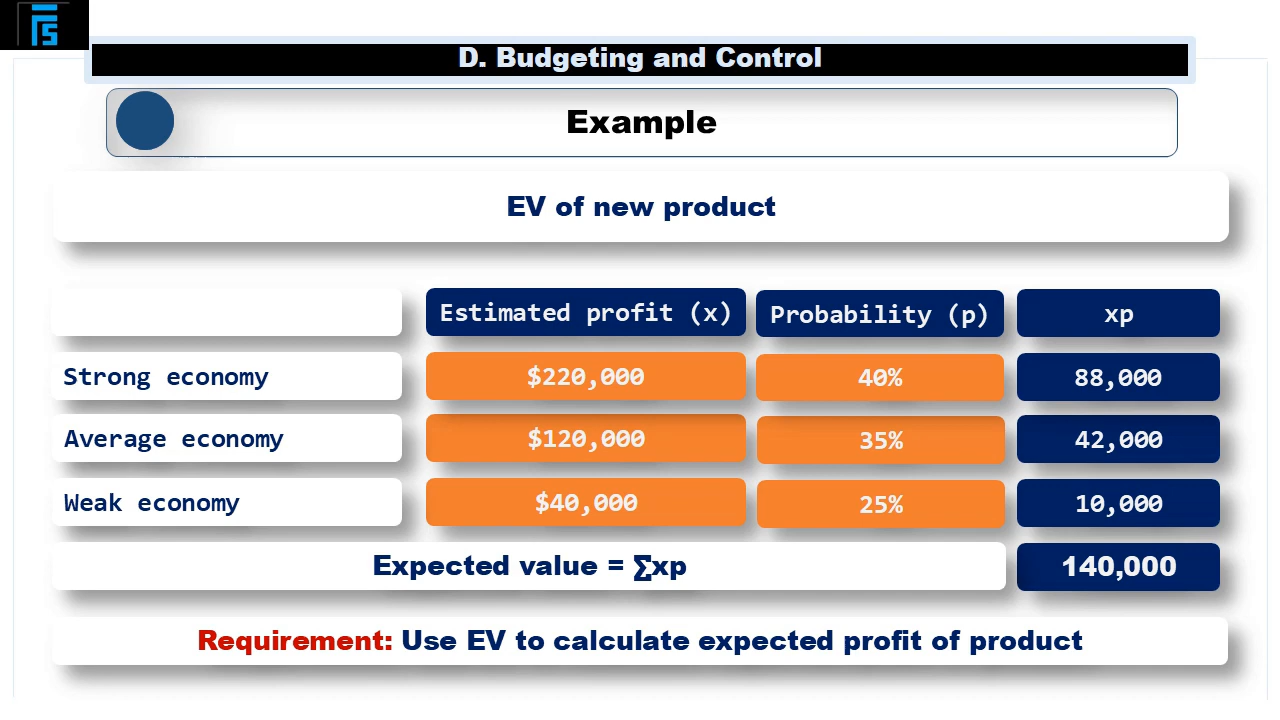 D. Budgeting and Control
Example
EV of new product
Estimated profit (x) Probability (p) xp
Strong economy $220,000 40% 88,000
Average economy $120,000 35% 42,000
Weak economy $40,000 25% 10,000
Expected value = ∑xp 140,000
Requirement: Use EV to calculate expected profit of product